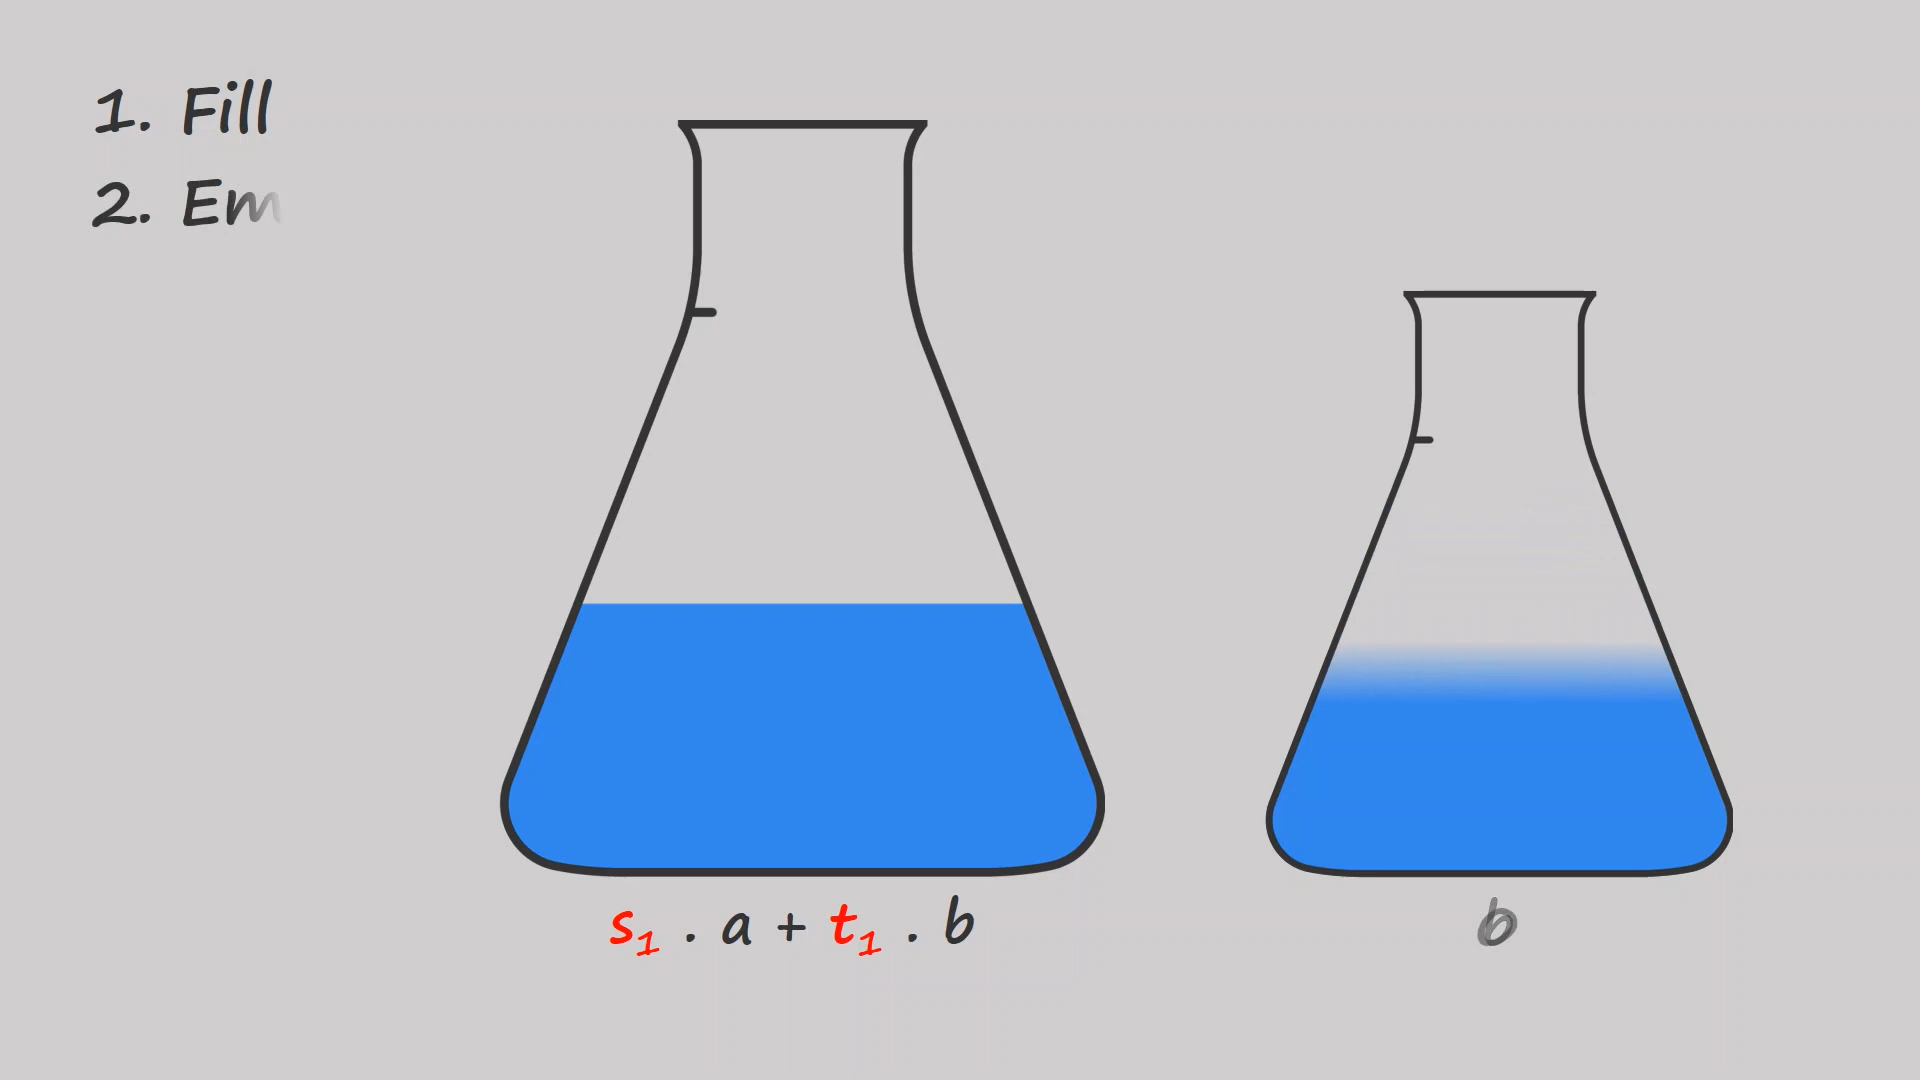 1. Fill
2. Em
s₁ . a + t₁ . b